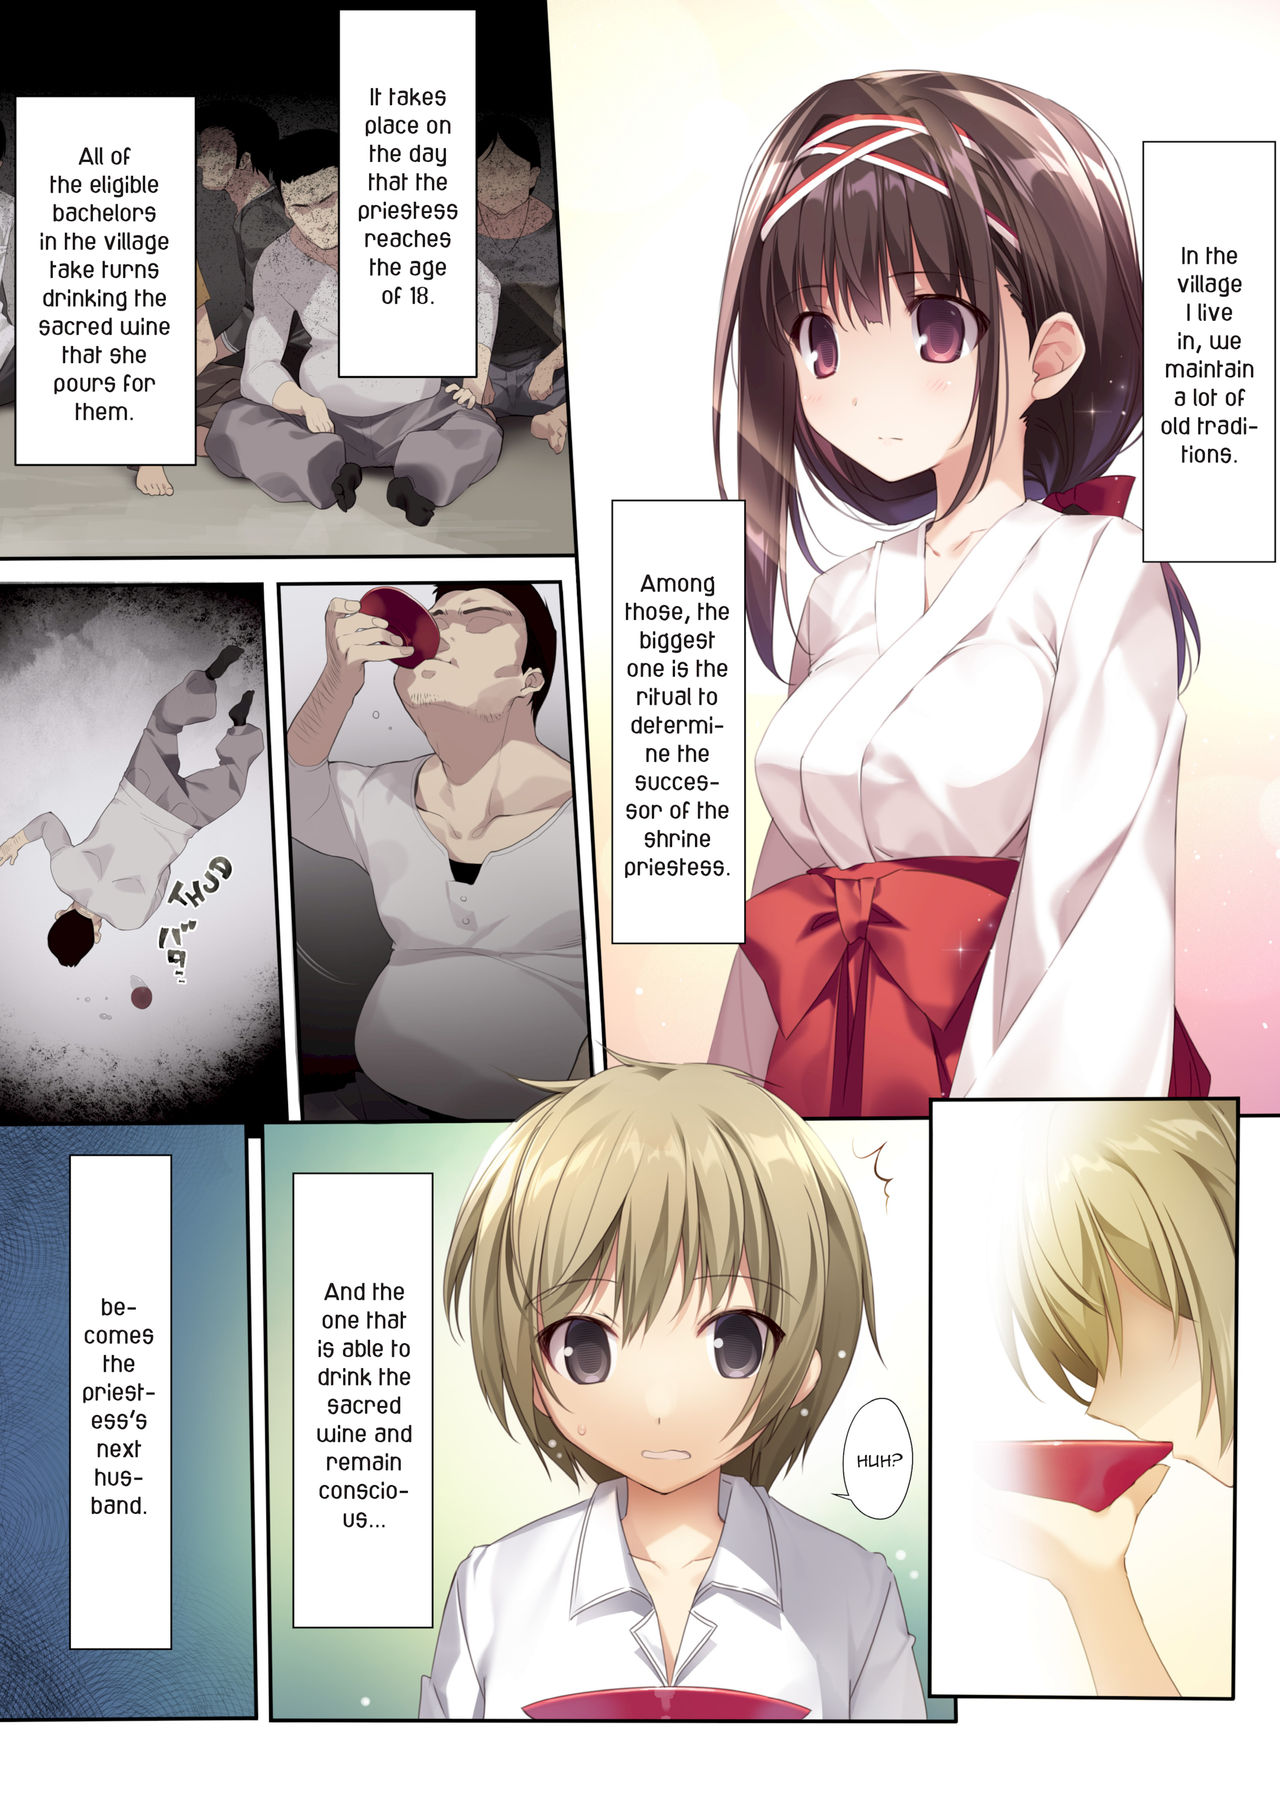 In the
village
I live
in, we
maintain
a lot of
old tradi-
tions.
Among
those, the
biggest
one is the
ritual to
determi-
ne the
succes-
sor of the
shrine
priestess.
It takes
place on
the day
that the
priestess
reaches
the age
of 18.
All of
the eligible
bachelors
in the village
take turns
drinking the
sacred wine
that she
pours for
them.
THUD
バタッ
HUH?
And the
one that
is able to
drink the
sacred
wine and
remain
conscio-
us...
be-
comes
the
priest-
ess's
next
hus-
band.